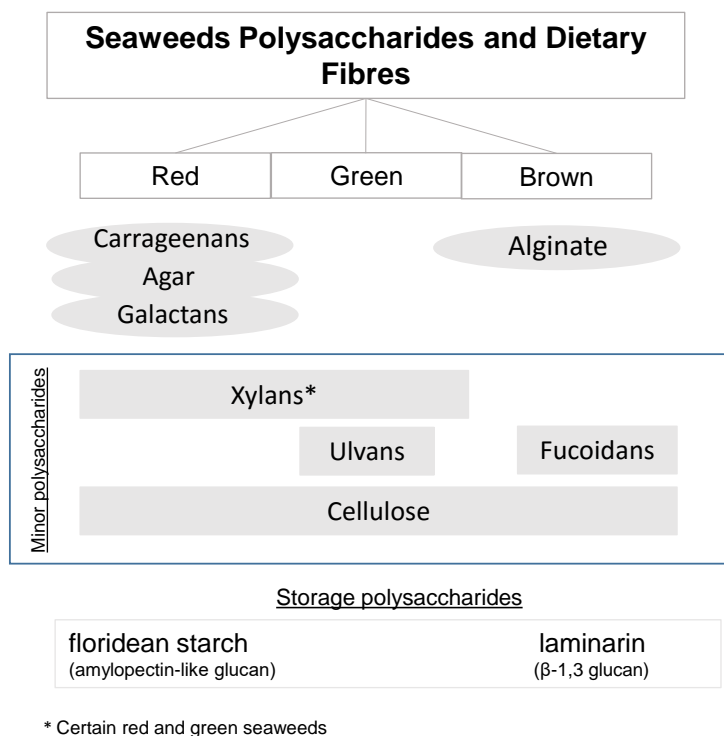 Seaweeds Polysaccharides and Dietary
Fibres
Red
Green
Brown
Carrageenans
Agar
Galactans
Alginate
Minor polysaccharides
Xylans*
Ulvans
Fucoidans
Cellulose
Storage polysaccharides
floridean starch
(amylopectin-like glucan)
laminarin
(β-1,3 glucan)
* Certain red and green seaweeds